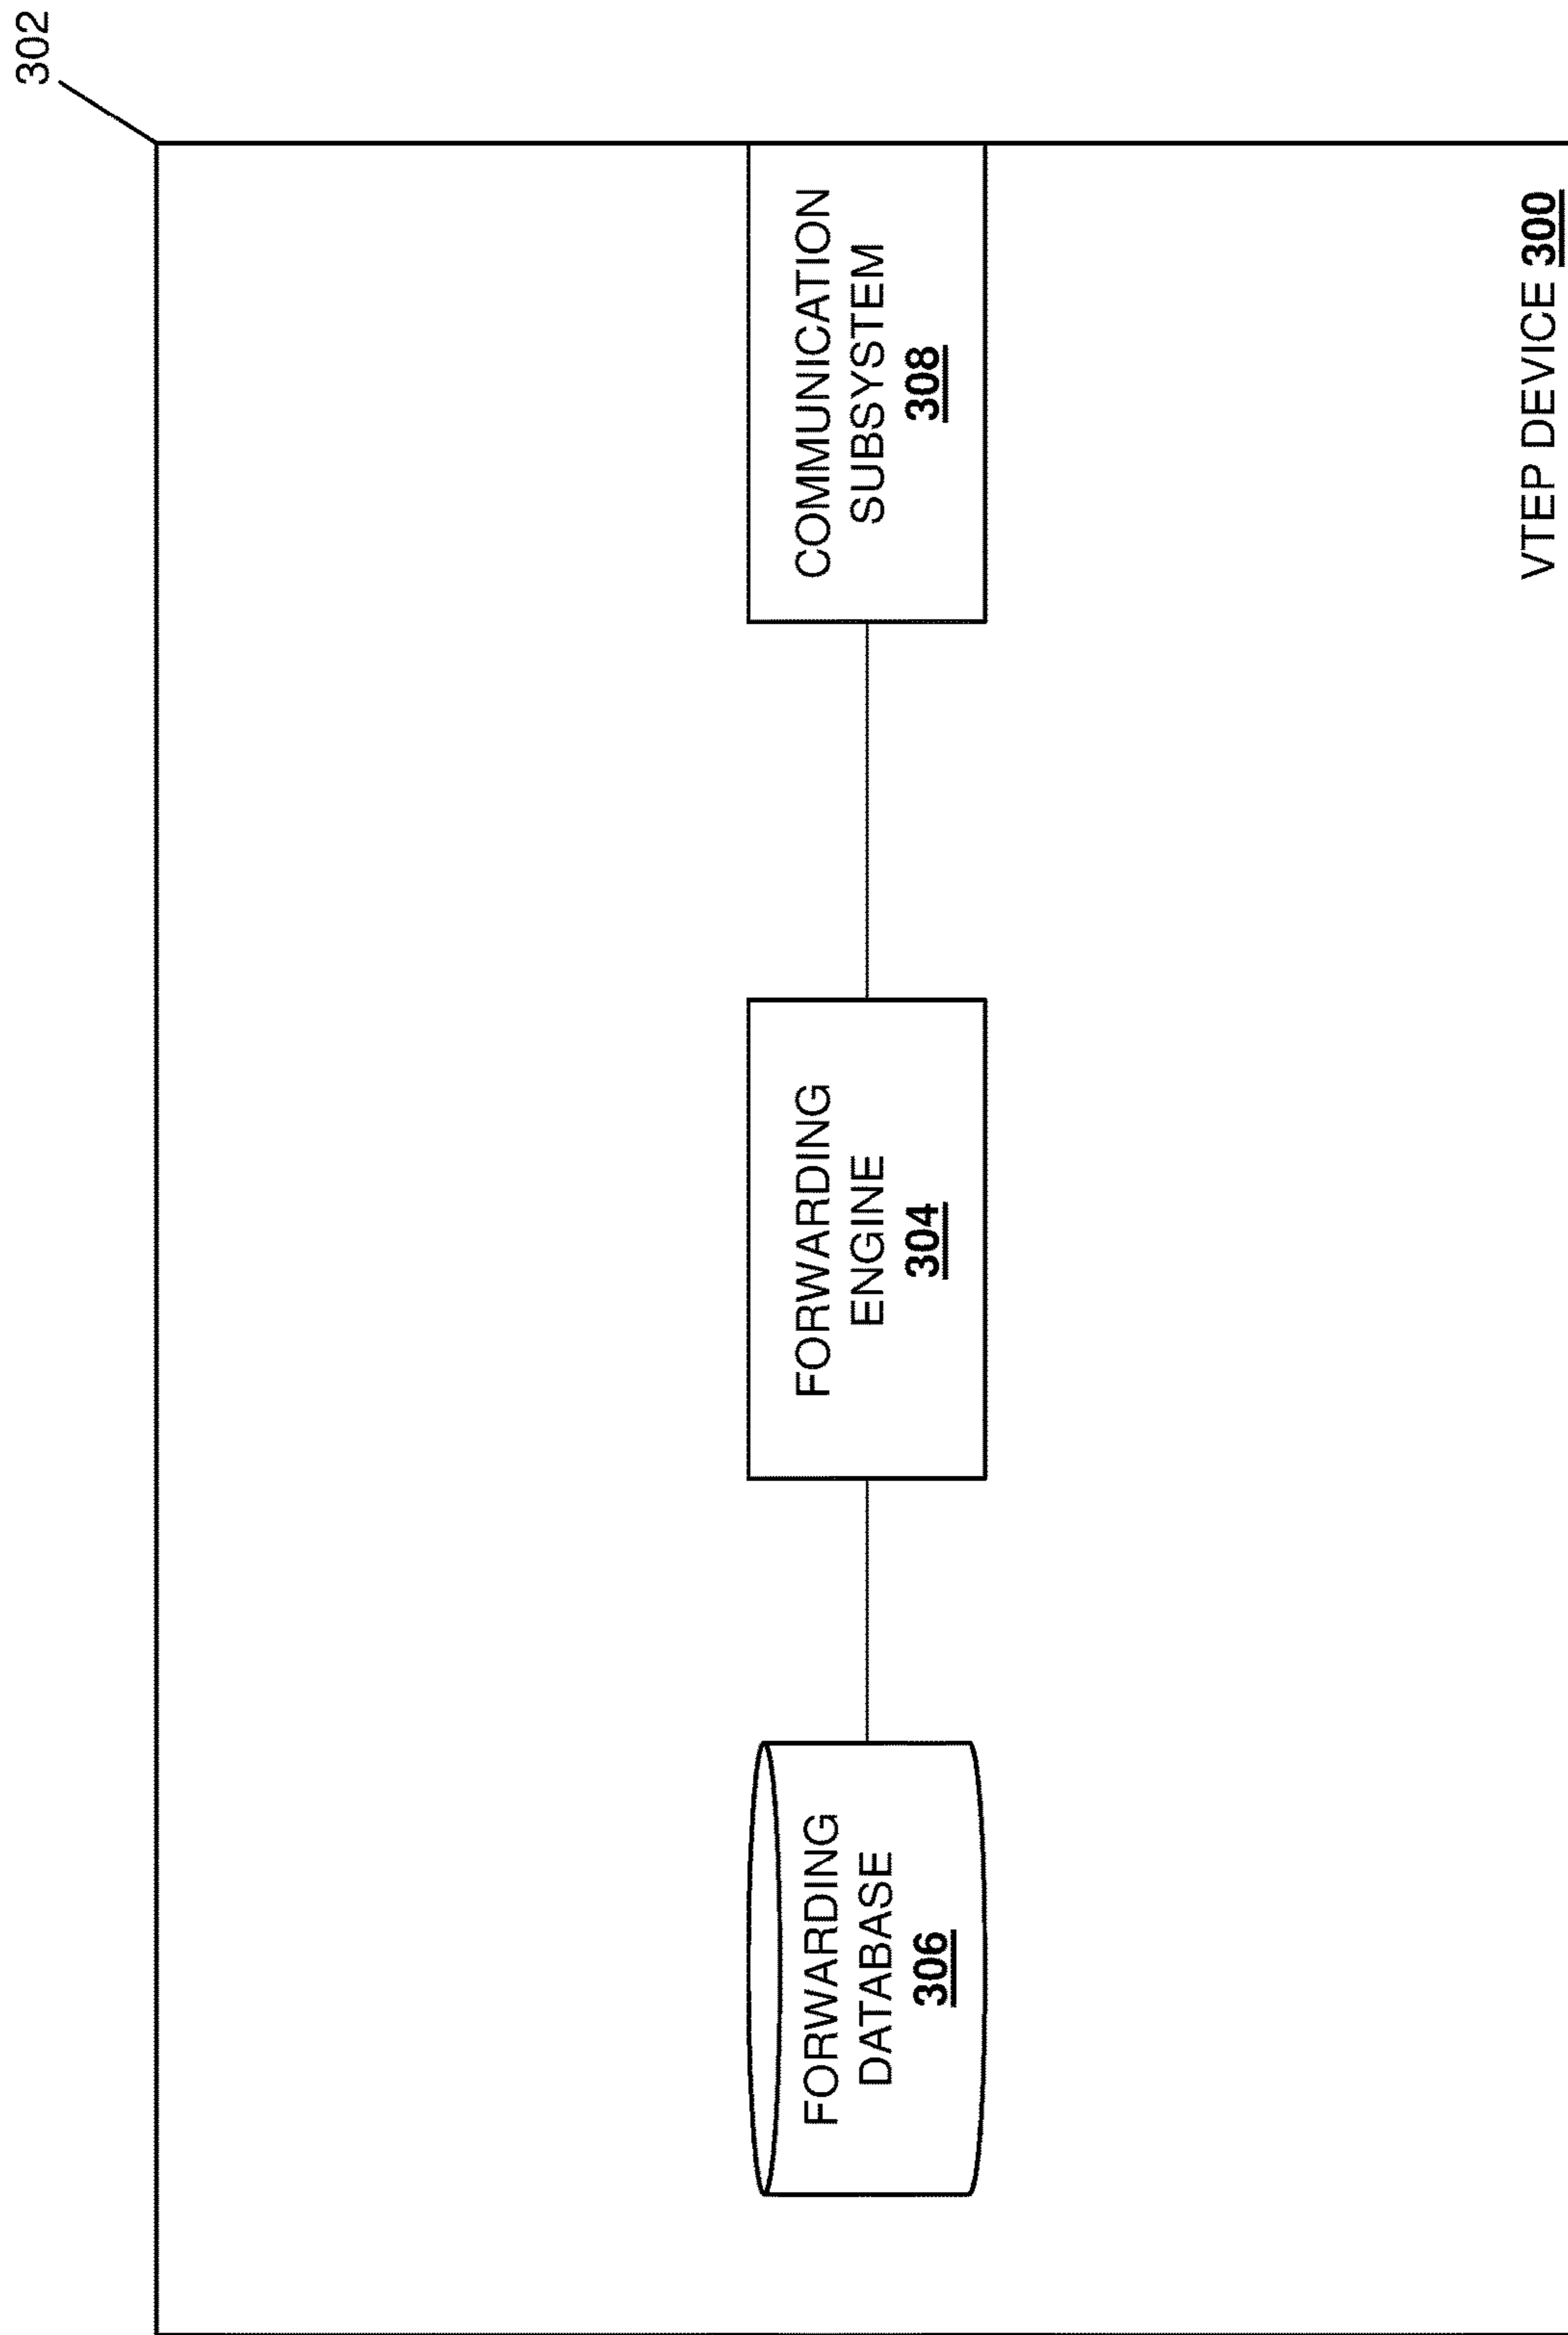 302
FORWARDING
DATABASE
306
FORWARDING
ENGINE
304
COMMUNICATION
SUBSYSTEM
308
VTEP DEVICE 300